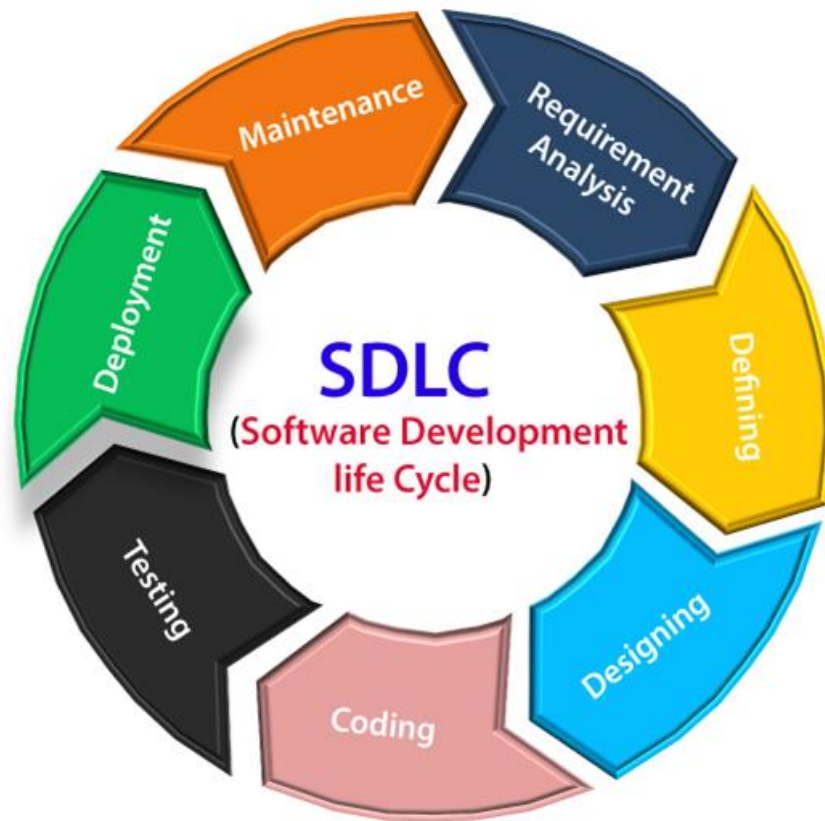 Maintenance
Requirement
Analysis
Defining
Designing
Coding
Testing
Deployment
SDLC
(Software Development
life Cycle)